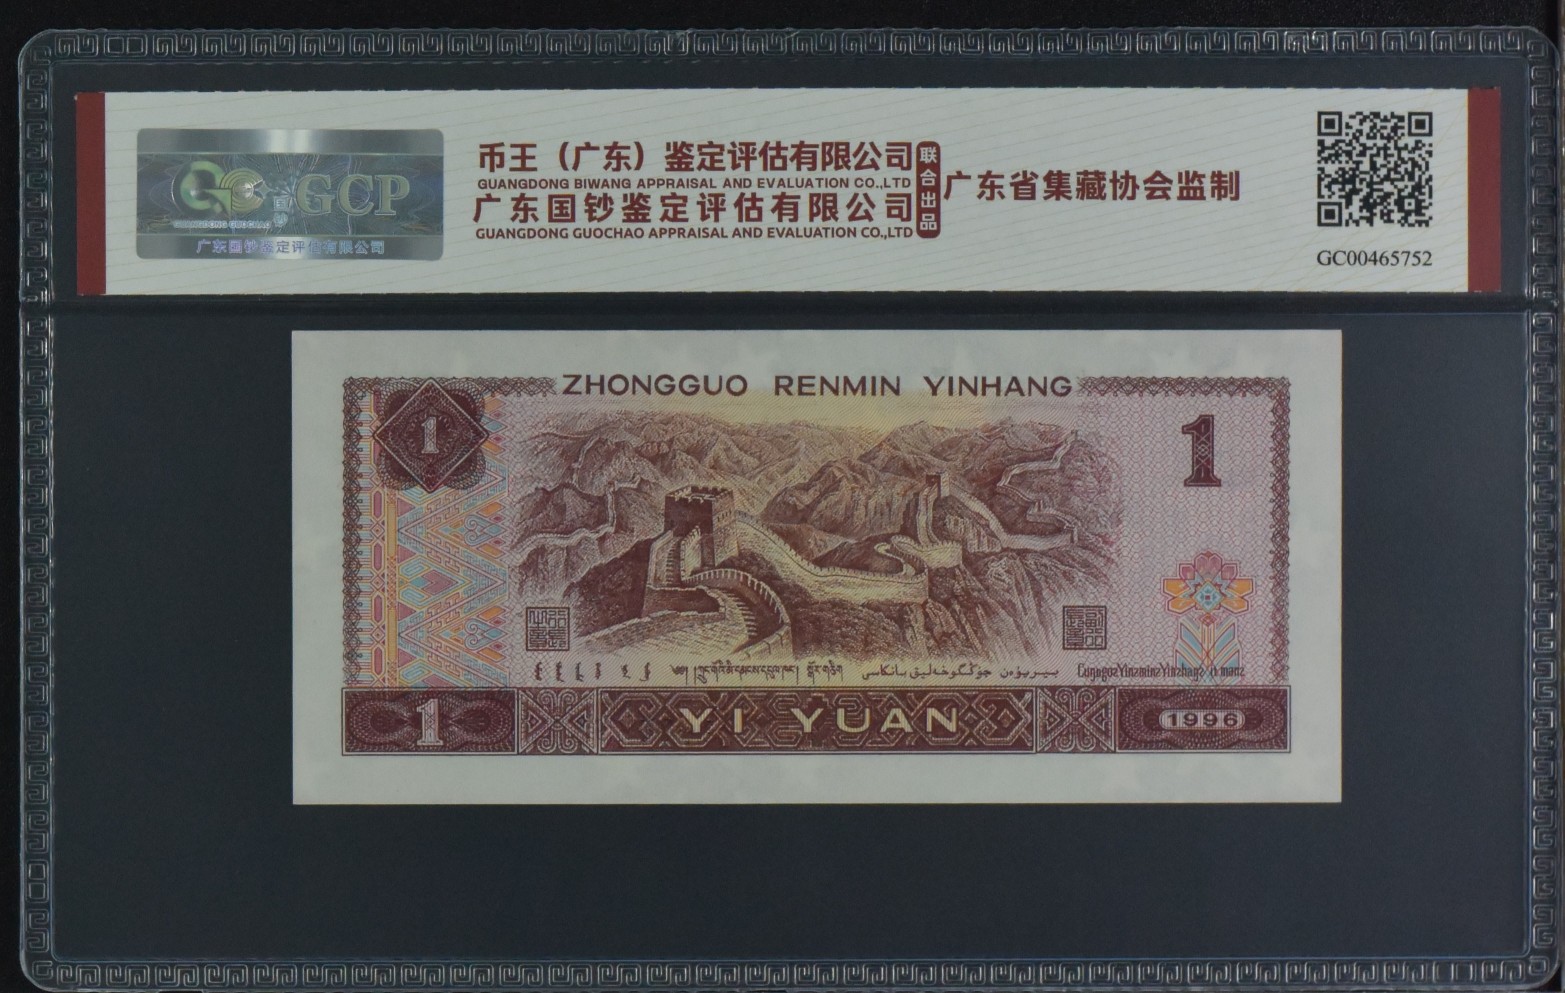 GCP
广东国钞鉴定评估有限公司
币王（广东）鉴定评估有限公司
GUANGDONG BIWANG APPRAISAL AND EVALUATION CO.,LTD
广东国钞鉴定评估有限公司
GUANGDONG GUOCHAO APPRAISAL AND EVALUATION CO.,LTD
联合出品
广东省集藏协会监制
GC00465752
ZHONGGUO RENMIN YINHANG
1
1
1
YI YUAN
1996